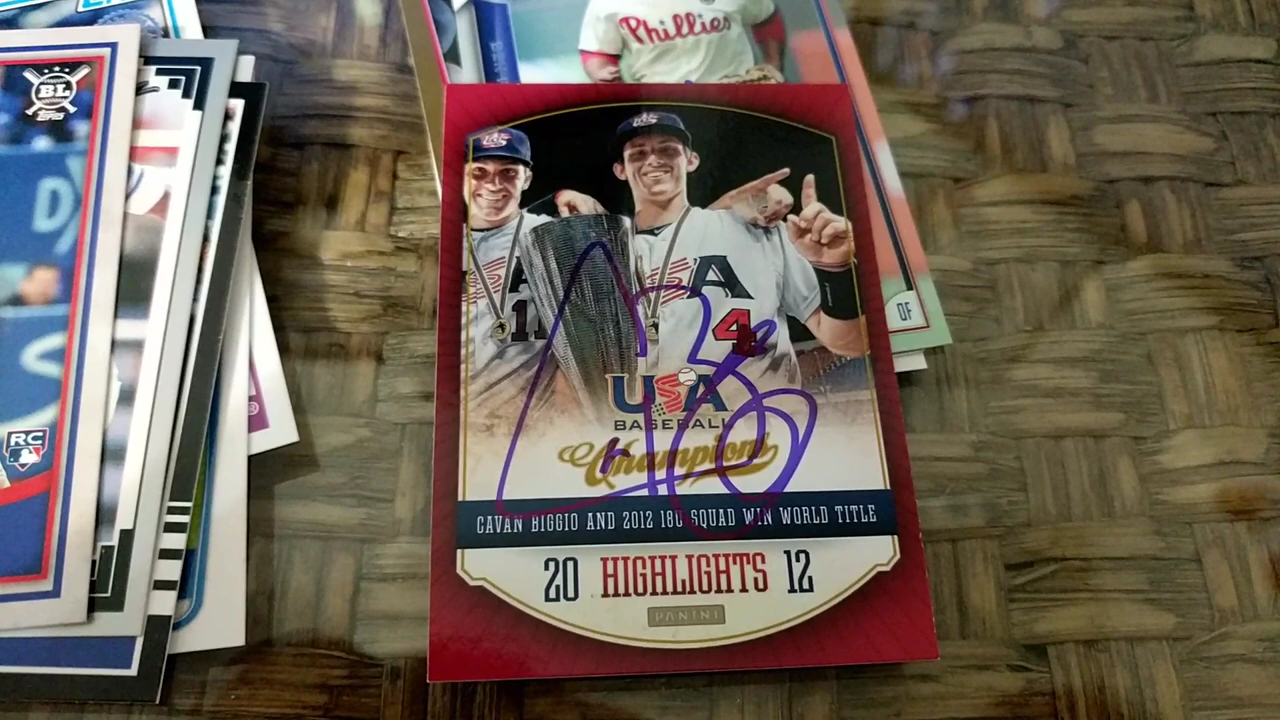 Phillies
BL
Topps
D
RC
OF
USA
11
USA
4
USA
BASEBALL
Champions
CAVAN BIGGIO AND 2012 18U SQUAD WIN WORLD TITLE
20 HIGHLIGHTS 12
PANINI